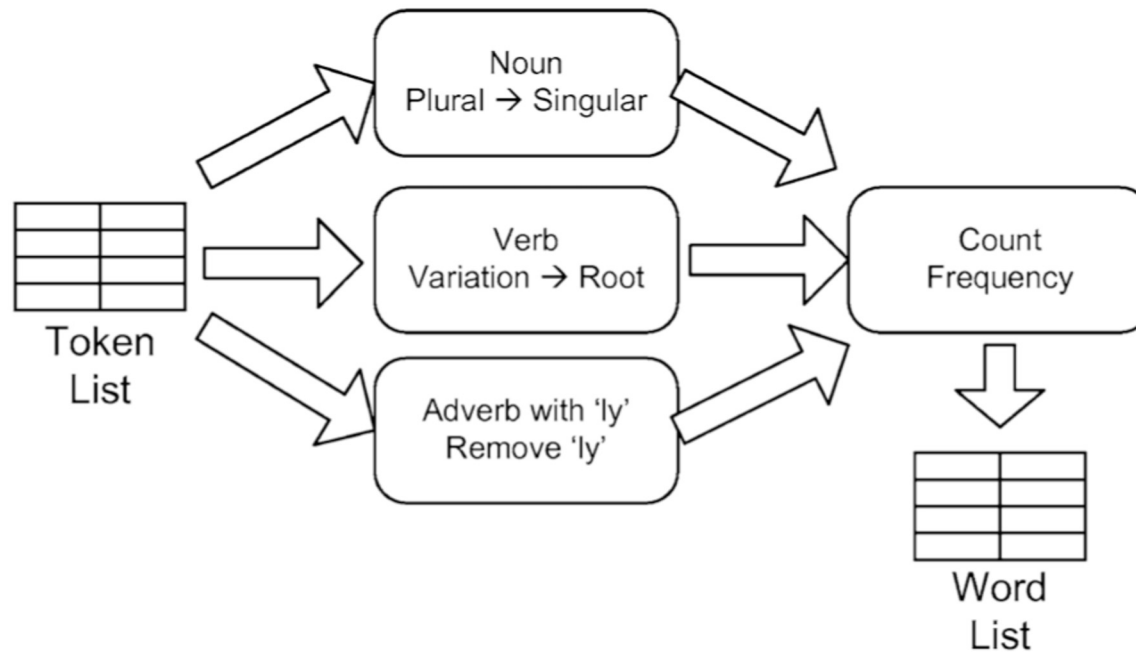 Noun
Plural → Singular
Token
List
Verb
Variation → Root
Adverb with ‘ly’
Remove ‘ly’
Count
Frequency
Word
List